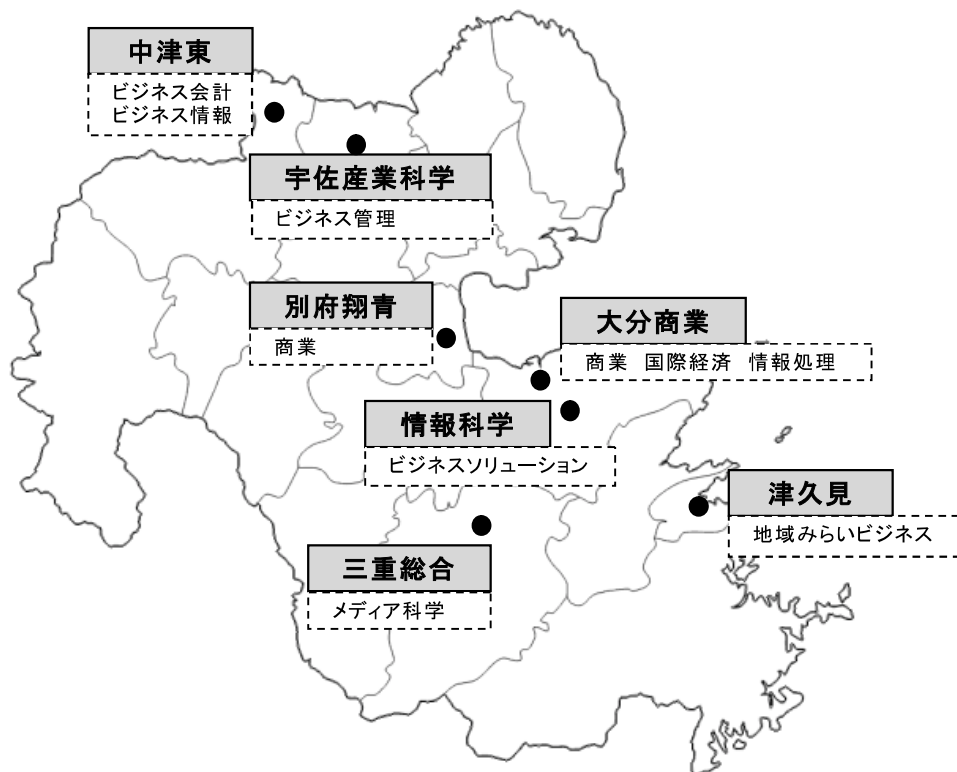 中津東
ビジネス会計
ビジネス情報
宇佐産業科学
ビジネス管理
別府翔青
商業
大分商業
商業 国際経済 情報処理
情報科学
ビジネスソリューション
津久見
地域みらいビジネス
三重総合
メディア科学